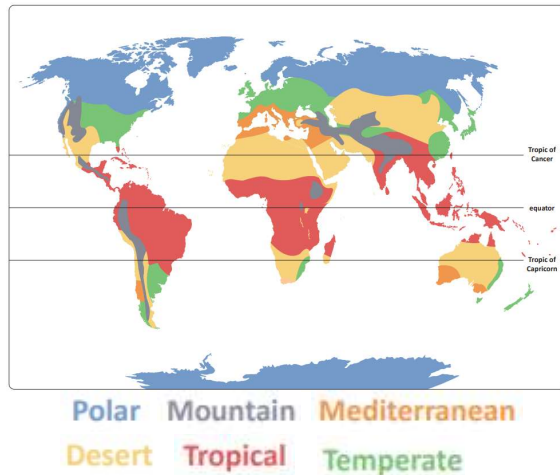 Tropic of
Cancer
equator
Tropic of
Capricorn
Polar Mountain Mediterranean
Desert Tropical Temperate